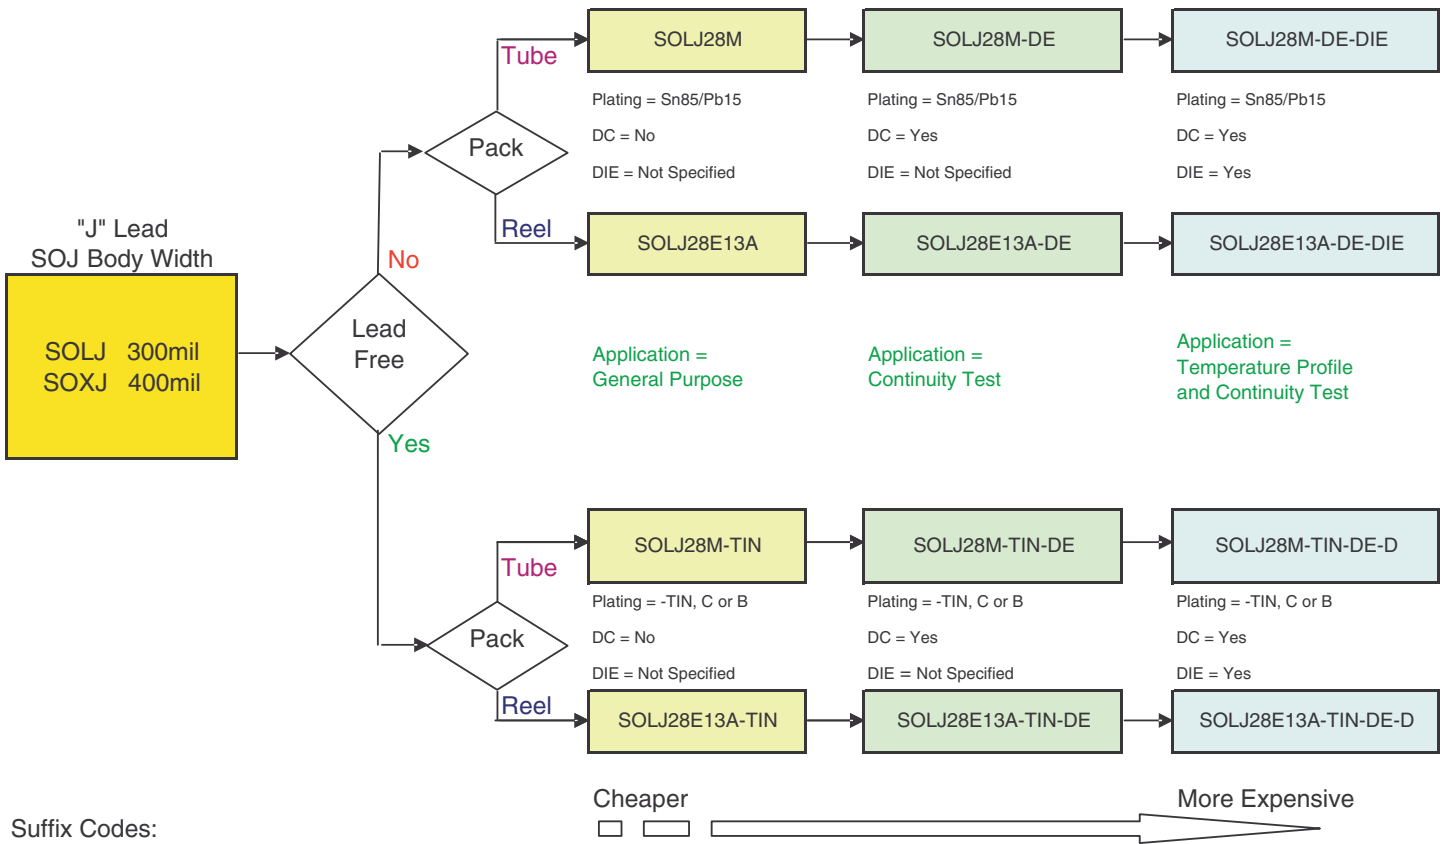 "J" Lead
SOJ Body Width
SOLJ 300mil
SOXJ 400mil
Lead
Free
No
Yes
Pack
Tube
Reel
SOLJ28M
SOLJ28M-DE
SOLJ28M-DE-DIE
Plating = Sn85/Pb15
Plating = Sn85/Pb15
Plating = Sn85/Pb15
DC = No
DC = Yes
DC = Yes
DIE = Not Specified
DIE = Not Specified
DIE = Yes
SOLJ28E13A
SOLJ28E13A-DE
SOLJ28E13A-DE-DIE
Application =
General Purpose
Application =
Continuity Test
Application =
Temperature Profile
and Continuity Test
Pack
Tube
Reel
SOLJ28M-TIN
SOLJ28M-TIN-DE
SOLJ28M-TIN-DE-D
Plating = -TIN, C or B
Plating = -TIN, C or B
Plating = -TIN, C or B
DC = No
DC = Yes
DC = Yes
DIE = Not Specified
DIE = Not Specified
DIE = Yes
SOLJ28E13A-TIN
SOLJ28E13A-TIN-DE
SOLJ28E13A-TIN-DE-D
Cheaper
More Expensive
Suffix Codes: